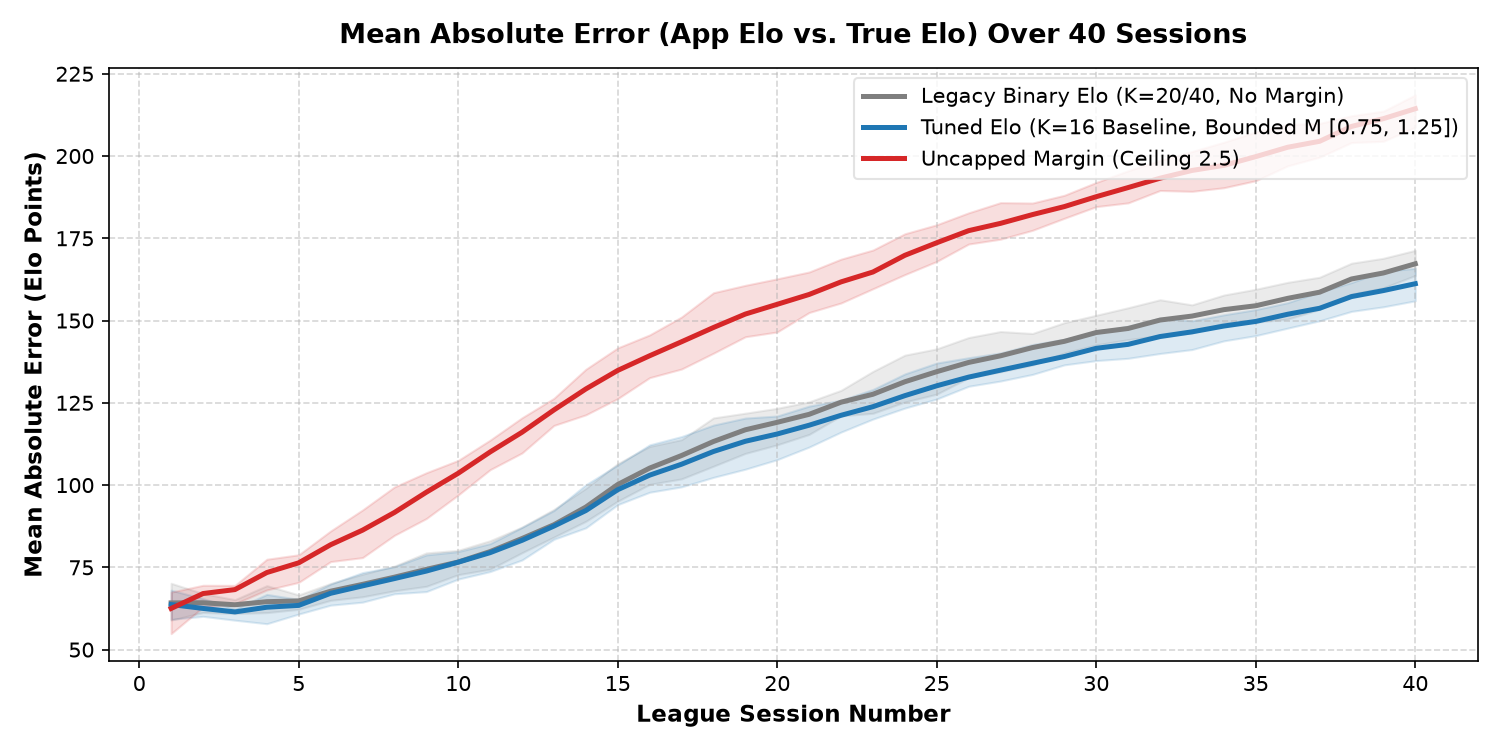 Mean Absolute Error (App Elo vs. True Elo) Over 40 Sessions
Mean Absolute Error (Elo Points)
225
200
175
150
125
100
75
50
Legacy Binary Elo (K=20/40, No Margin)
Tuned Elo (K=16 Baseline, Bounded M [0.75, 1.25])
Uncapped Margin (Ceiling 2.5)
0 5 10 15 20 25 30 35 40
League Session Number